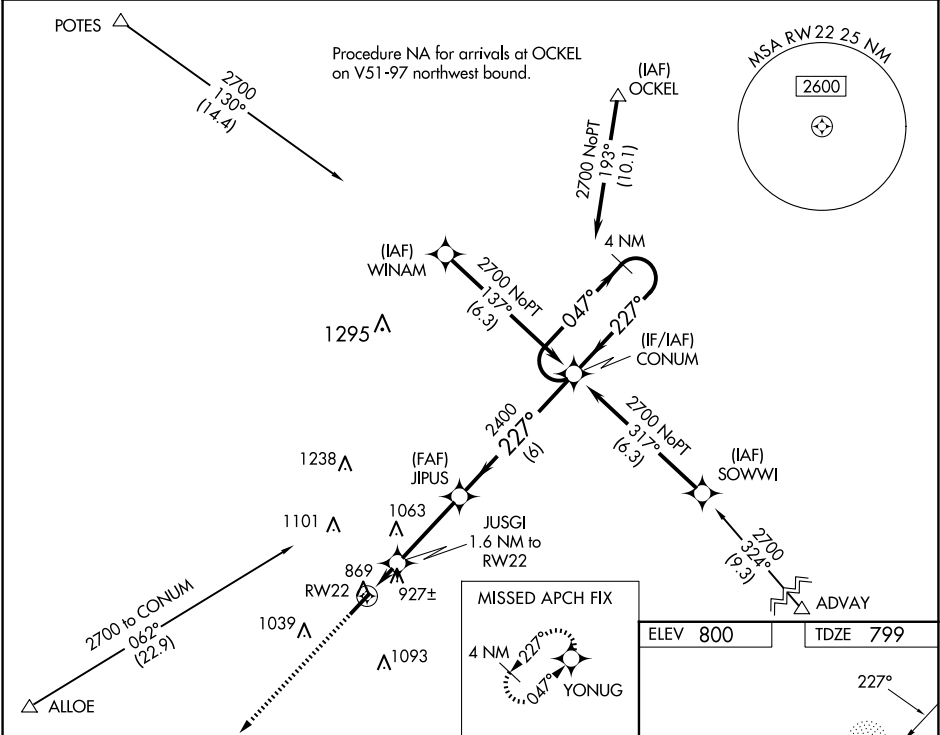 POTES
2700
130°
(14.4)
Procedure NA for arrivals at OCKEL
on V51-97 northwest bound.
(IAF)
OCKEL
2700 NoPT
193°
(10.1)
MSA RW 22 25 NM
2600
(IAF)
WINAM
2700 NoPT
137°
(6.3)
4 NM
047°
227°
(IF/IAF)
CONUM
1295
2400
227°
(6)
2700 NoPT
317°
(6.3)
(IAF)
SOWWI
1238
(FAF)
JIPUS
1101
1063
JUSGI
1.6 NM to
RW22
2700
324°
(9.3)
ADVAY
869
RW22
927±
1039
1093
2700 to CONUM
062°
(22.9)
ALLOE
MISSED APCH FIX
4 NM
227°
047°
YONUG
ELEV 800
TDZE 799
227°